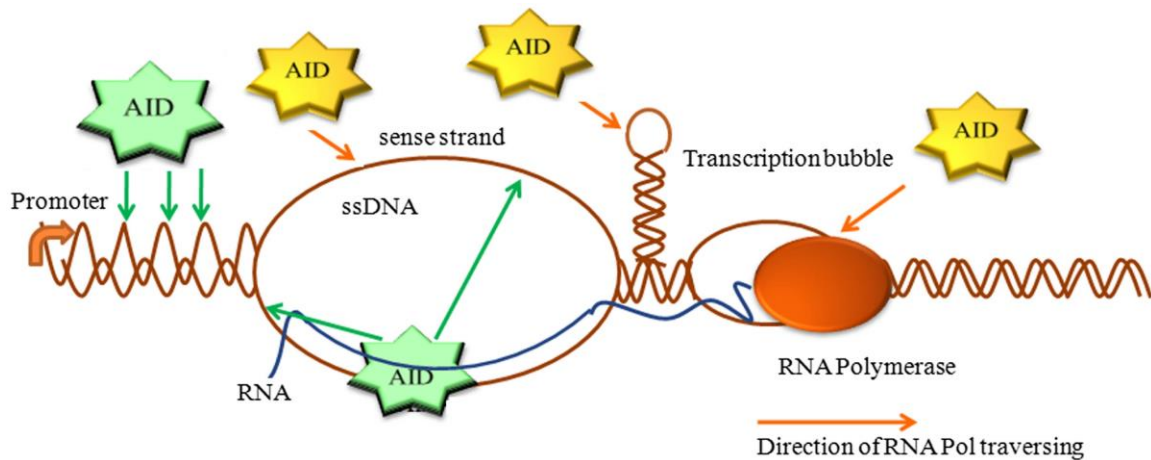 AID
AID
AID
AID
sense strand
Transcription bubble
Promoter
ssDNA
RNA
AID
RNA Polymerase
Direction of RNA Pol traversing